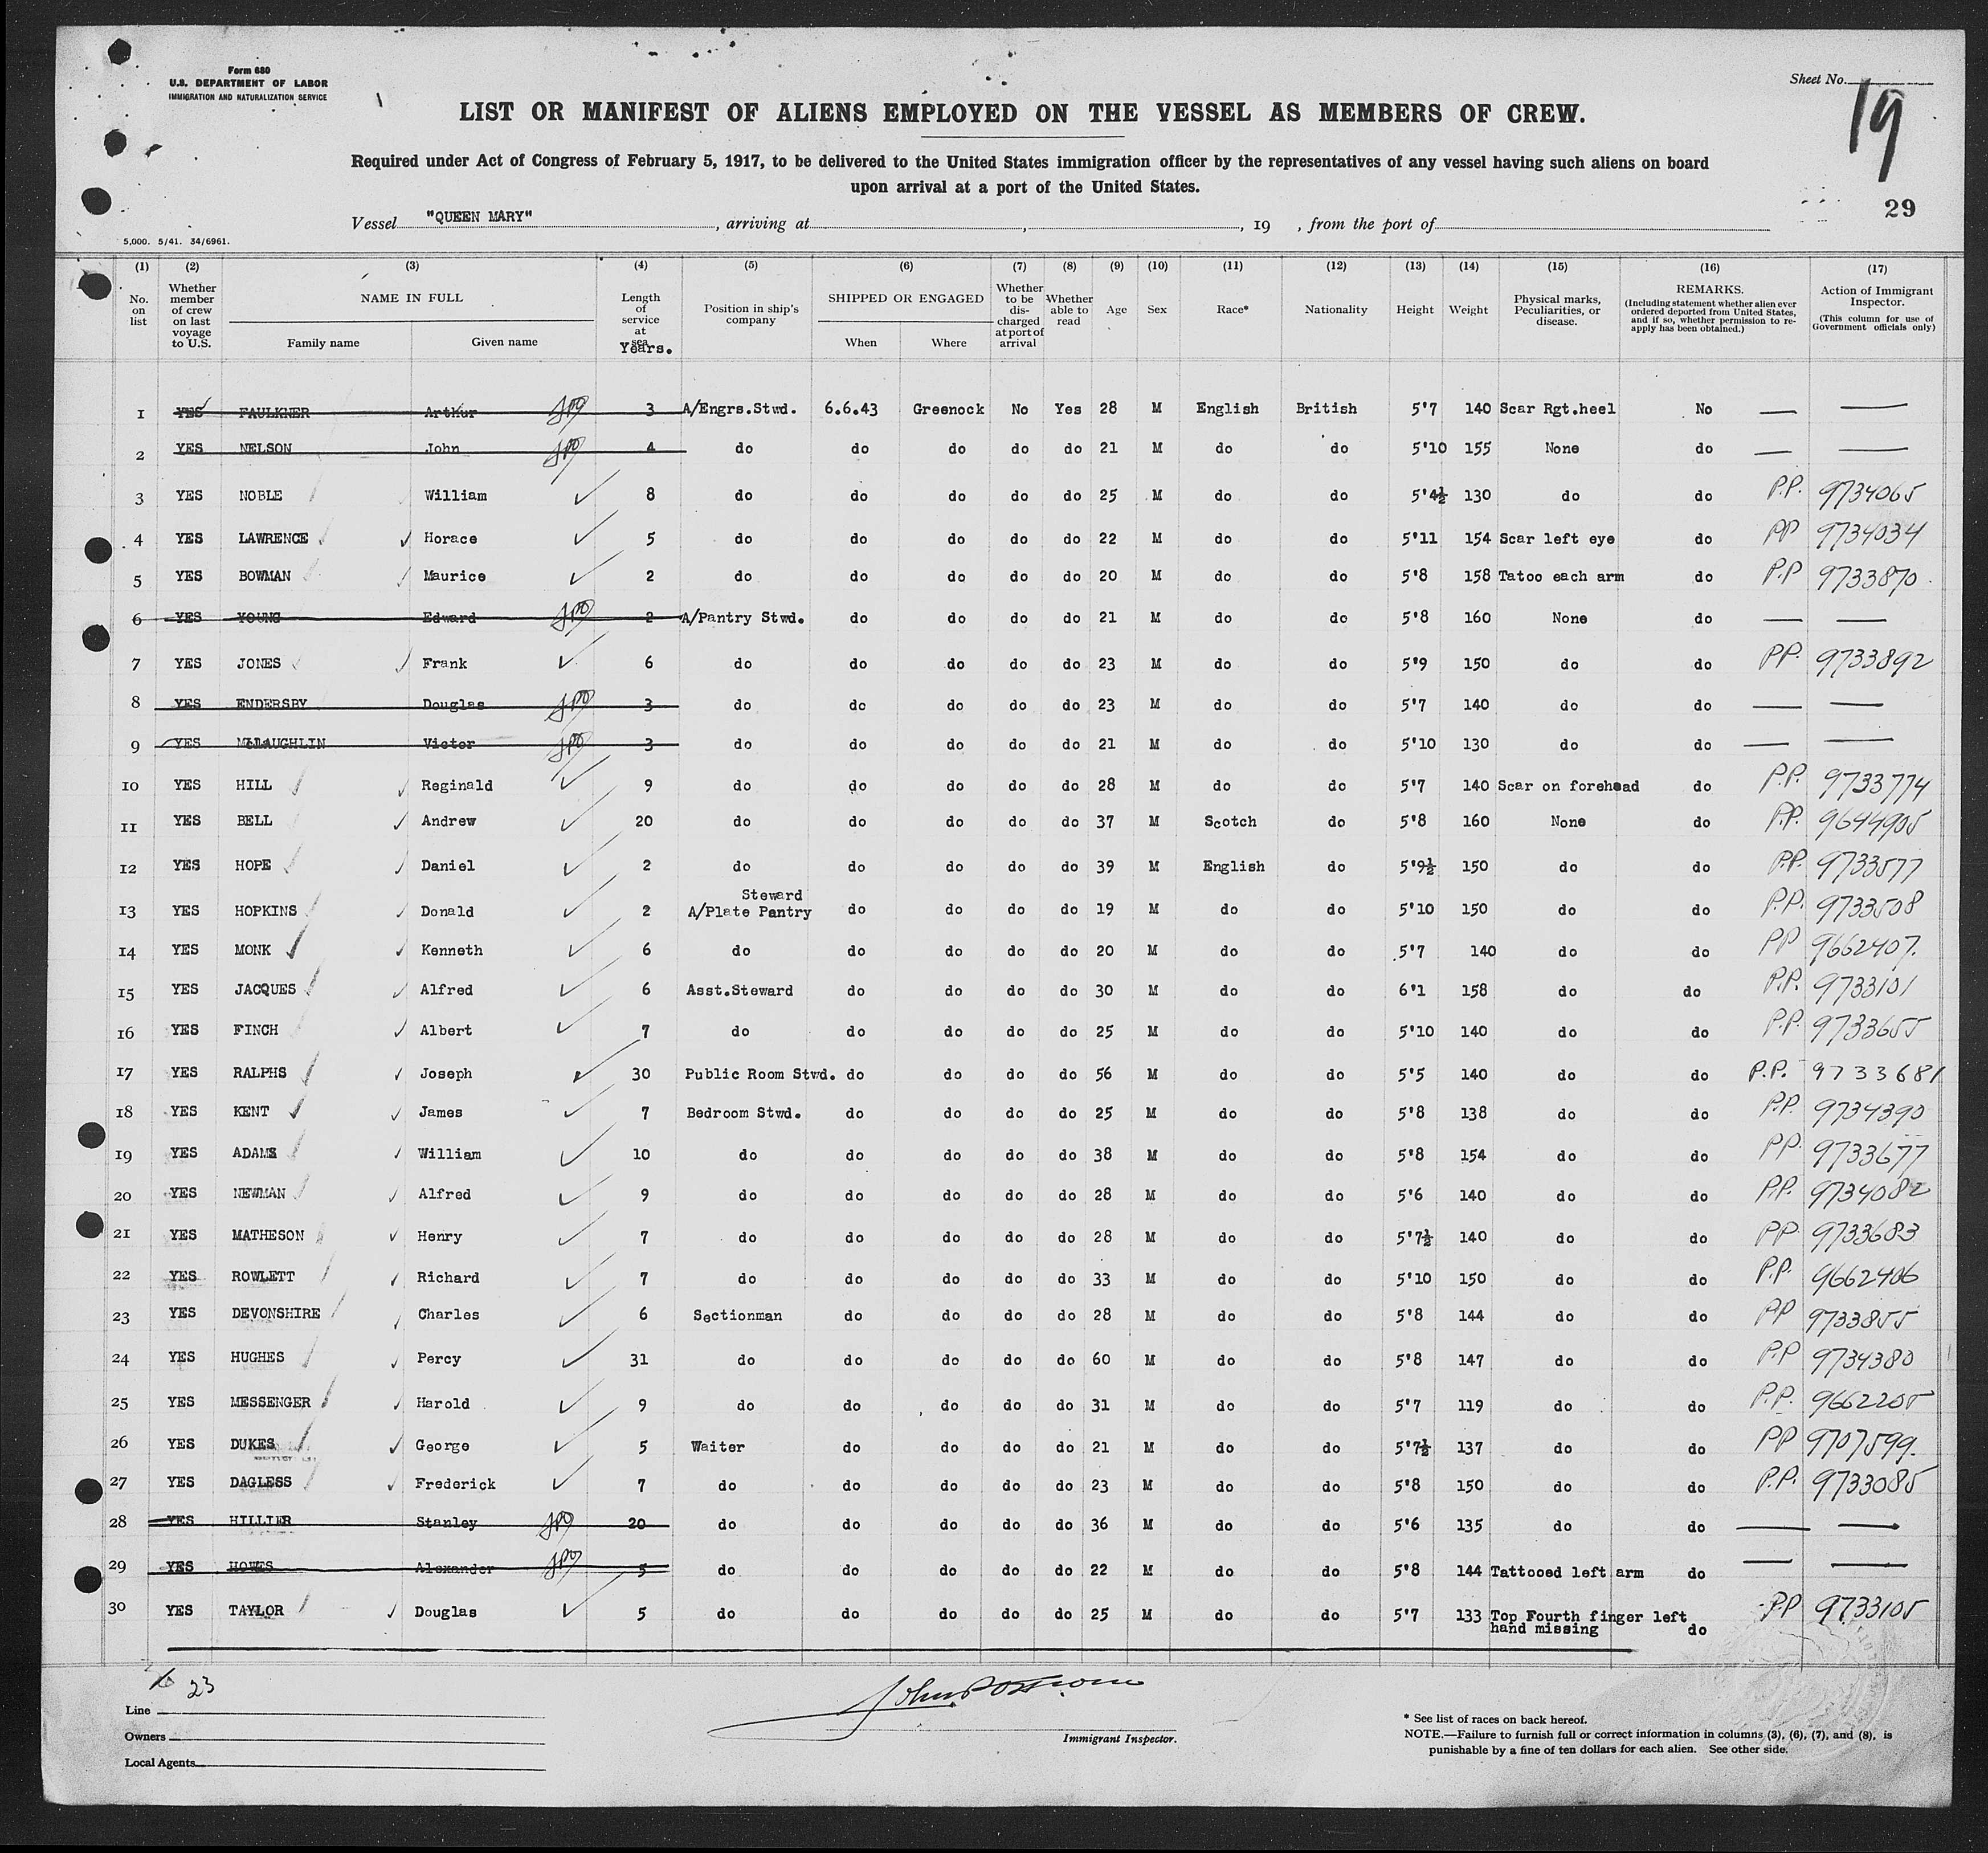 Form 680
U.S. DEPARTMENT OF LABOR
IMMIGRATION AND NATURALIZATION SERVICE
Sheet No.
19
LIST OR MANIFEST OF ALIENS EMPLOYED ON THE VESSEL AS MEMBERS OF CREW.
Required under Act of Congress of February 5, 1917, to be delivered to the United States immigration officer by the representatives of any vessel having such aliens on board
upon arrival at a port of the United States.
29
Vessel "QUEEN MARY" , arriving at , , 19 , from the port of
5,000. 5/41. 34/6961.
(1) (2) (3) (4) (5) (6) (7) (8) (9) (10) (11) (12) (13) (14) (15) (16) (17)
No. on list
Whether member of crew on last voyage to U.S.
NAME IN FULL
Family name Given name
Length of service at sea
Years.
Position in ship's company
SHIPPED OR ENGAGED
When Where
Whether to be discharged at port of arrival
Whether able to read
Age
Sex
Race*
Nationality
Height
Weight
Physical marks, Peculiarities, or disease.
REMARKS.
(Including statement whether alien ever ordered deported from United States, and if so, whether permission to re-apply has been obtained.)
Action of Immigrant Inspector.
(This column for use of Government officials only)
1 YES FAULKNER Arthur 3 A/Engrs.Stwd. 6.6.43 Greenock No Yes 28 M English British 5'7 140 Scar Rgt.heel No — —
2 YES NELSON John 4 do do do do do 21 M do do 5'10 155 None do — —
3 YES NOBLE William 8 do do do do do 25 M do do 5'4½ 130 do do P.P. 9734065
4 YES LAWRENCE Horace 5 do do do do do 22 M do do 5'11 154 Scar left eye do PP 9734034
5 YES BOWMAN Maurice 2 do do do do do 20 M do do 5'8 158 Tatoo each arm do P.P 9733870
6 YES YOUNG Edward 2 A/Pantry Stwd. do do do do 21 M do do 5'8 160 None do — —
7 YES JONES Frank 6 do do do do do 23 M do do 5'9 150 do do PP. 9733892
8 YES ENDERSBY Douglas 3 do do do do do 23 M do do 5'7 140 do do — —
9 YES McLAUGHLIN Victor 3 do do do do do 21 M do do 5'10 130 do do — —
10 YES HILL Reginald 9 do do do do do 28 M do do 5'7 140 Scar on forehead do P.P. 9733774
11 YES BELL Andrew 20 do do do do do 37 M Scotch do 5'8 160 None do P.P. 9644905
12 YES HOPE Daniel 2 do do do do do 39 M English do 5'9½ 150 do do P.P. 9733577
Steward
13 YES HOPKINS Donald 2 A/Plate Pantry do do do do 19 M do do 5'10 150 do do P.P. 9733508
14 YES MONK Kenneth 6 do do do do do 20 M do do 5'7 140 do do PP 9662407.
15 YES JACQUES Alfred 6 Asst.Steward do do do do 30 M do do 6'1 158 do do P.P. 9733101
16 YES FINCH Albert 7 do do do do do 25 M do do 5'10 140 do do P.P. 9733655
17 YES RALPHS Joseph 30 Public Room Stwd. do do do do 56 M do do 5'5 140 do do P.P. 9733681
18 YES KENT James 7 Bedroom Stwd. do do do do 25 M do do 5'8 138 do do P.P. 9734390
19 YES ADAMS William 10 do do do do do 38 M do do 5'8 154 do do PP. 9733677
20 YES NEWMAN Alfred 9 do do do do do 28 M do do 5'6 140 do do P.P. 9734082
21 YES MATHESON Henry 7 do do do do do 28 M do do 5'7½ 140 do do P.P. 9733683
22 YES ROWLETT Richard 7 do do do do do 33 M do do 5'10 150 do do P.P. 9662406
23 YES DEVONSHIRE Charles 6 Sectionman do do do do 28 M do do 5'8 144 do do PP 9733855
24 YES HUGHES Percy 31 do do do do do 60 M do do 5'8 147 do do P.P 9734380
25 YES MESSENGER Harold 9 do do do do do 31 M do do 5'7 119 do do P.P. 9662205
26 YES DUKES George 5 Waiter do do do do 21 M do do 5'7½ 137 do do PP 9707599.
27 YES DAGLESS Frederick 7 do do do do do 23 M do do 5'8 150 do do P.P. 9733085
28 YES HILLIER Stanley 20 do do do do do 36 M do do 5'6 135 do do — —
29 YES HOWES Alexander 5 do do do do do 22 M do do 5'8 144 Tattooed left arm do — —
30 YES TAYLOR Douglas 5 do do do do do 25 M do do 5'7 133 Top Fourth finger left hand missing do PP 9733105
23
Line
Owners
Local Agents
Immigrant Inspector.
* See list of races on back hereof.
NOTE.—Failure to furnish full or correct information in columns (3), (6), (7), and (8), is
punishable by a fine of ten dollars for each alien. See other side.